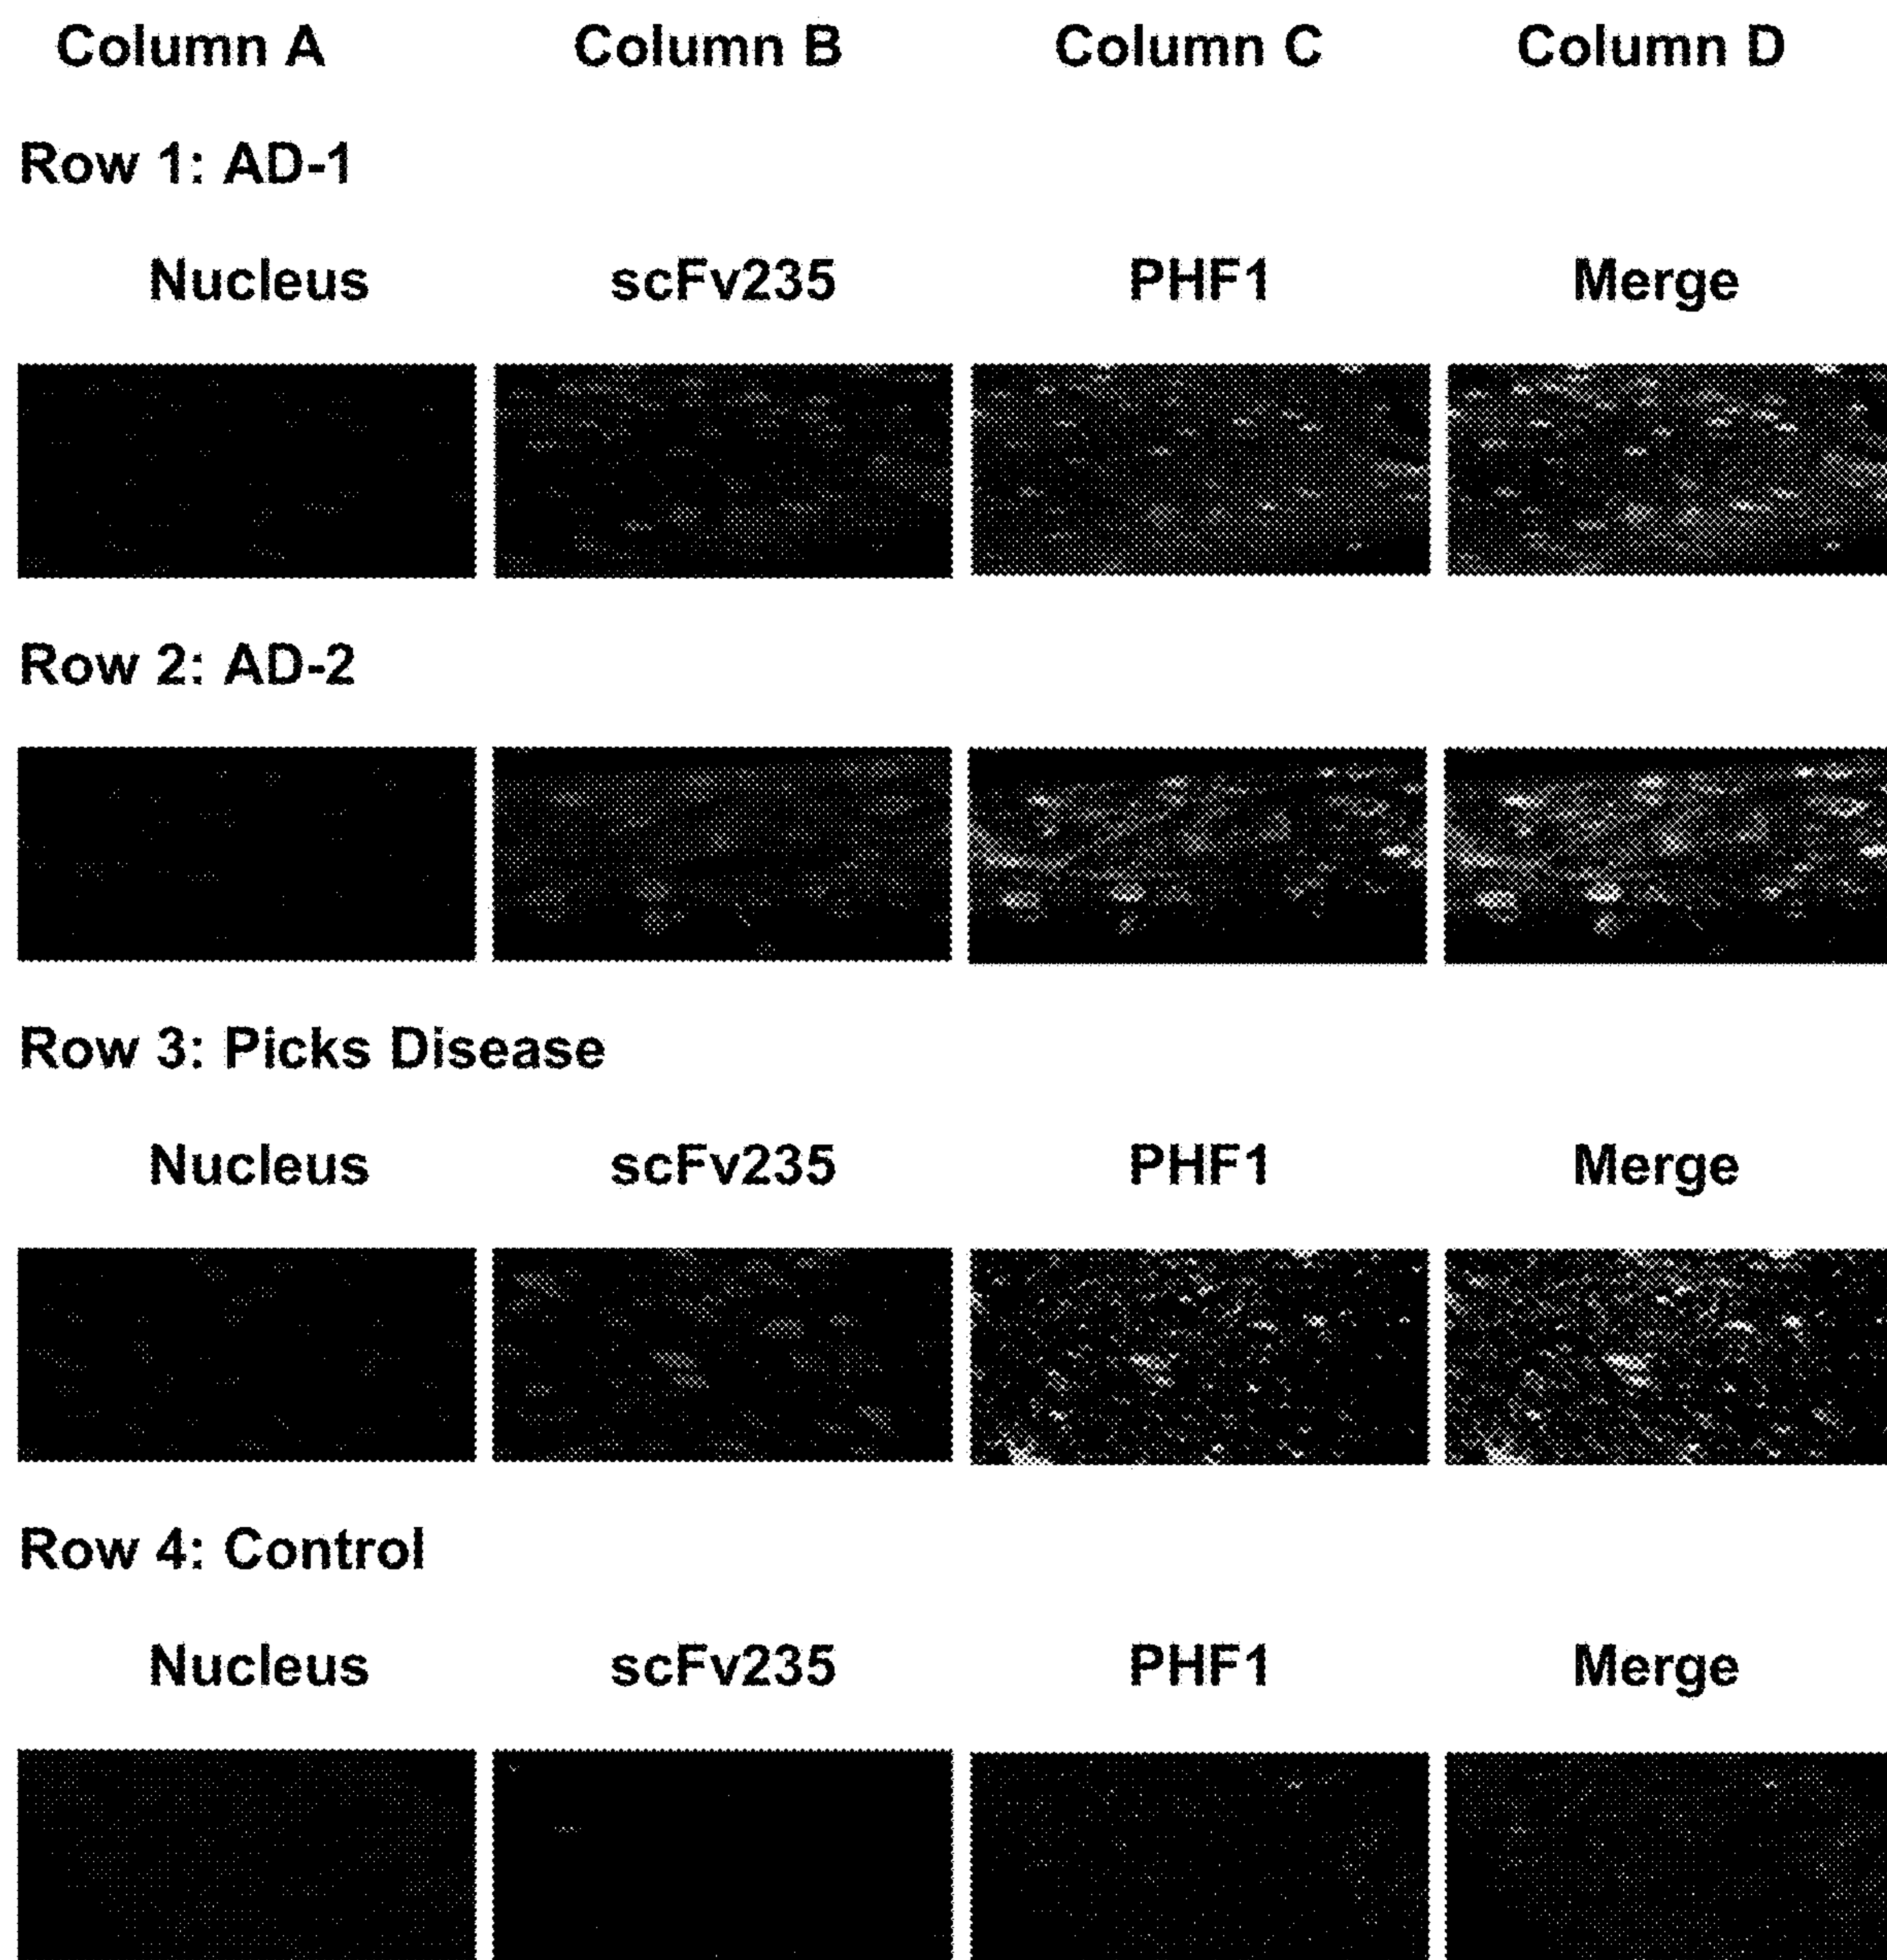 Column A Column B Column C Column D
Row 1: AD-1
Nucleus scFv235 PHF1 Merge
Row 2: AD-2
Row 3: Picks Disease
Nucleus scFv235 PHF1 Merge
Row 4: Control
Nucleus scFv235 PHF1 Merge